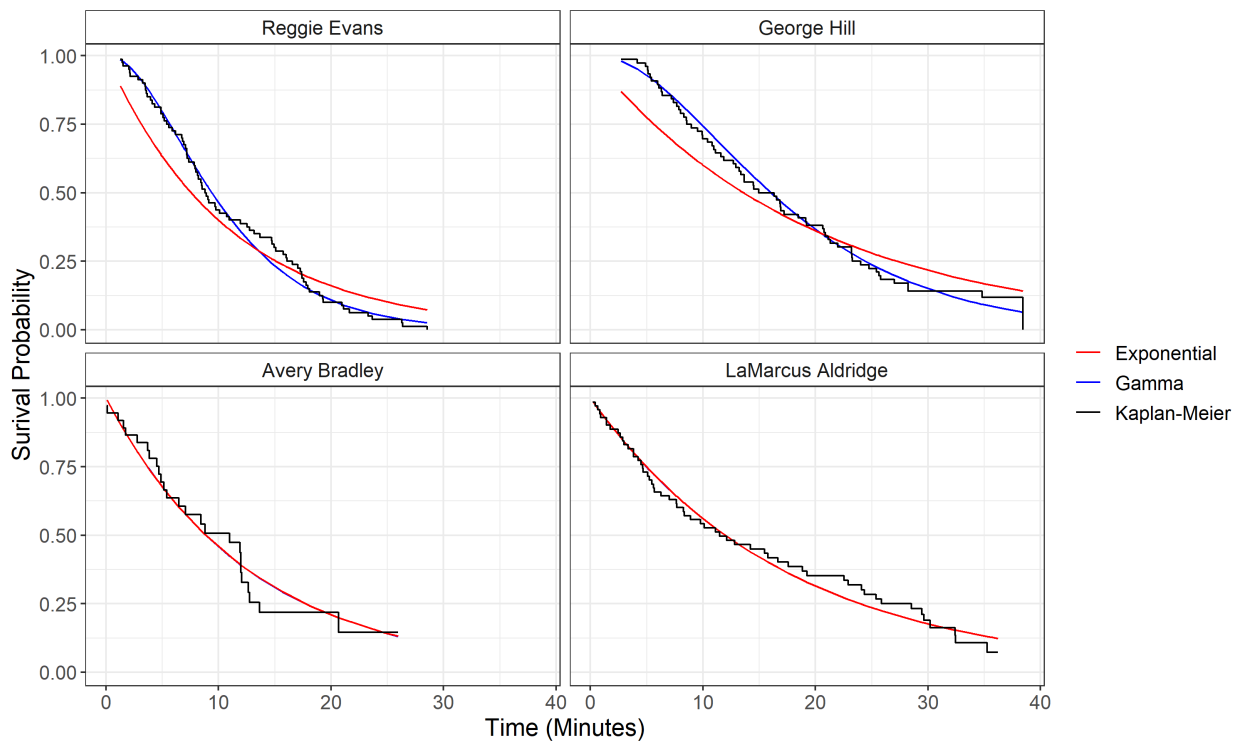 Reggie Evans
George Hill
1.00
0.75
0.50
0.25
0.00
Avery Bradley
LaMarcus Aldridge
1.00
0.75
0.50
0.25
0.00
0 10 20 30 40
0 10 20 30 40
Time (Minutes)
Surival Probability
Exponential
Gamma
Kaplan-Meier